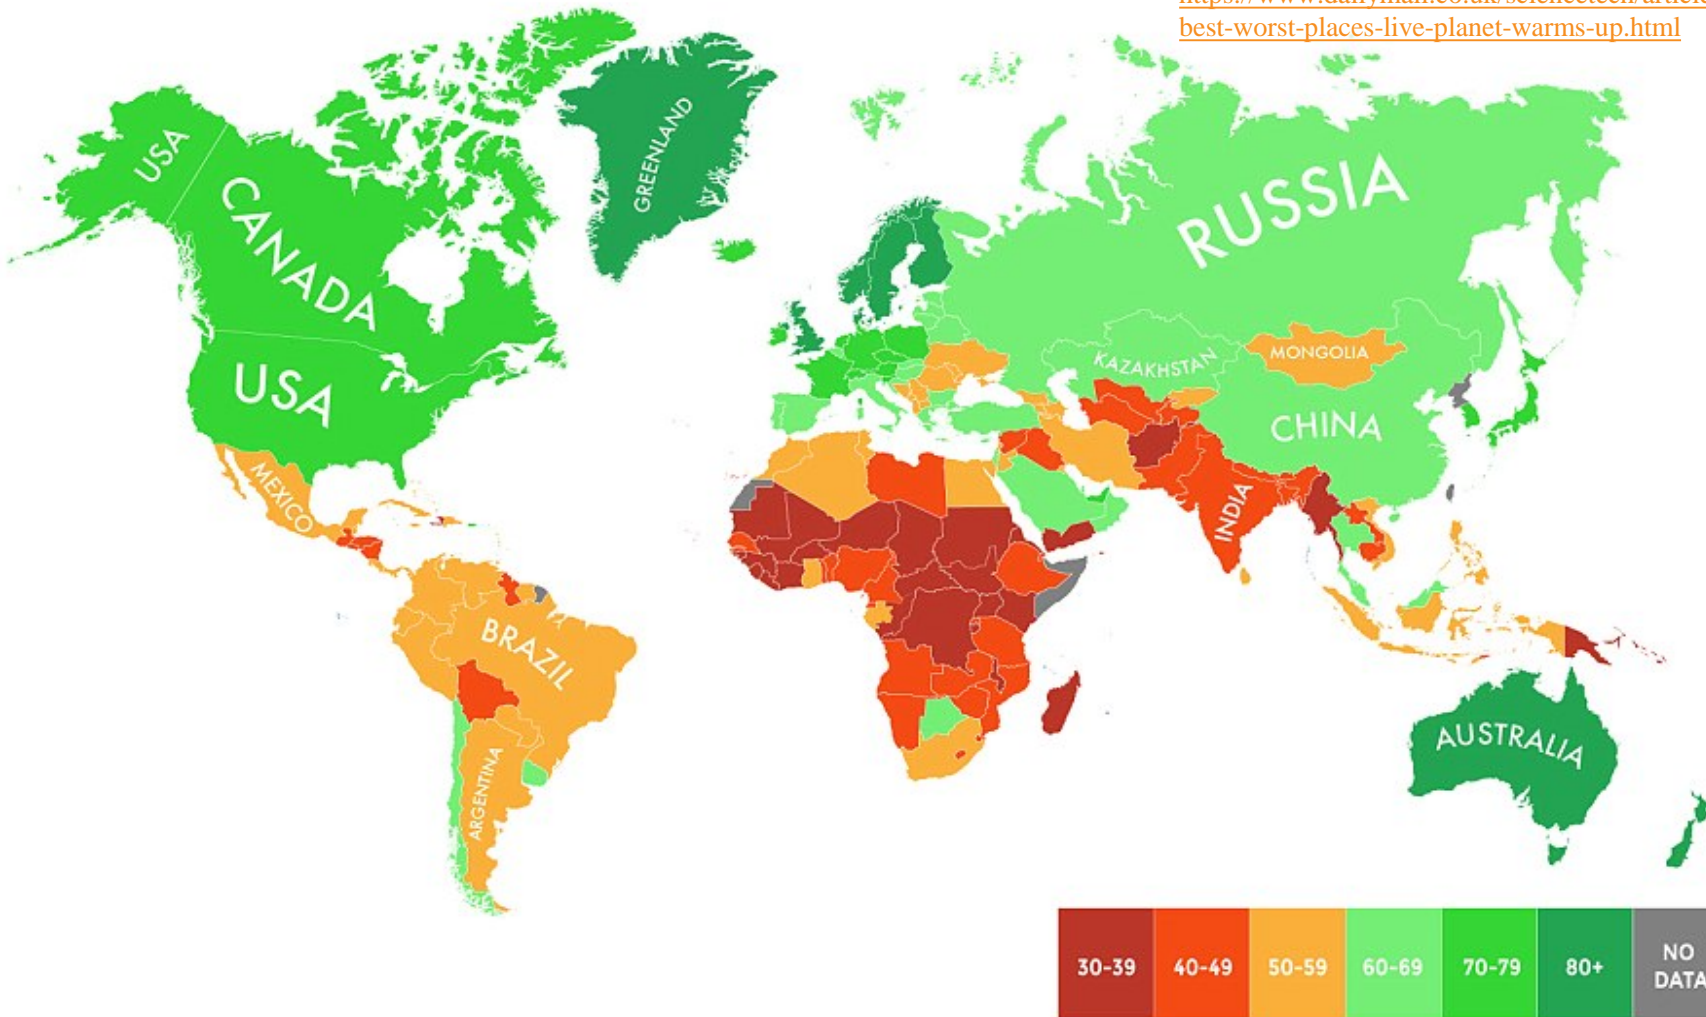 best-worst-places-live-planet-warms-up.html
USA
CANADA
GREENLAND
RUSSIA
USA
KAZAKHSTAN
MONGOLIA
CHINA
MEXICO
INDIA
BRAZIL
ARGENTINA
AUSTRALIA
30-39 40-49 50-59 60-69 70-79 80+ NO
DATA